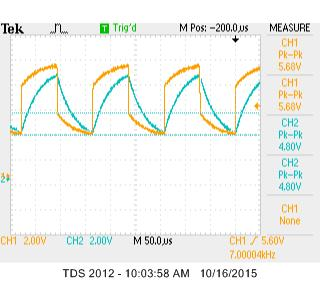 Tek T Trig'd M Pos: -200.0µs MEASURE
CH1
Pk-Pk
5.68V
CH1
Pk-Pk
5.68V
CH2
Pk-Pk
4.80V
CH2
Pk-Pk
4.80V
CH1
None
2
CH1 2.00V CH2 2.00V M 50.0µs CH1 / 5.60V
7.00004kHz
TDS 2012 - 10:03:58 AM 10/16/2015